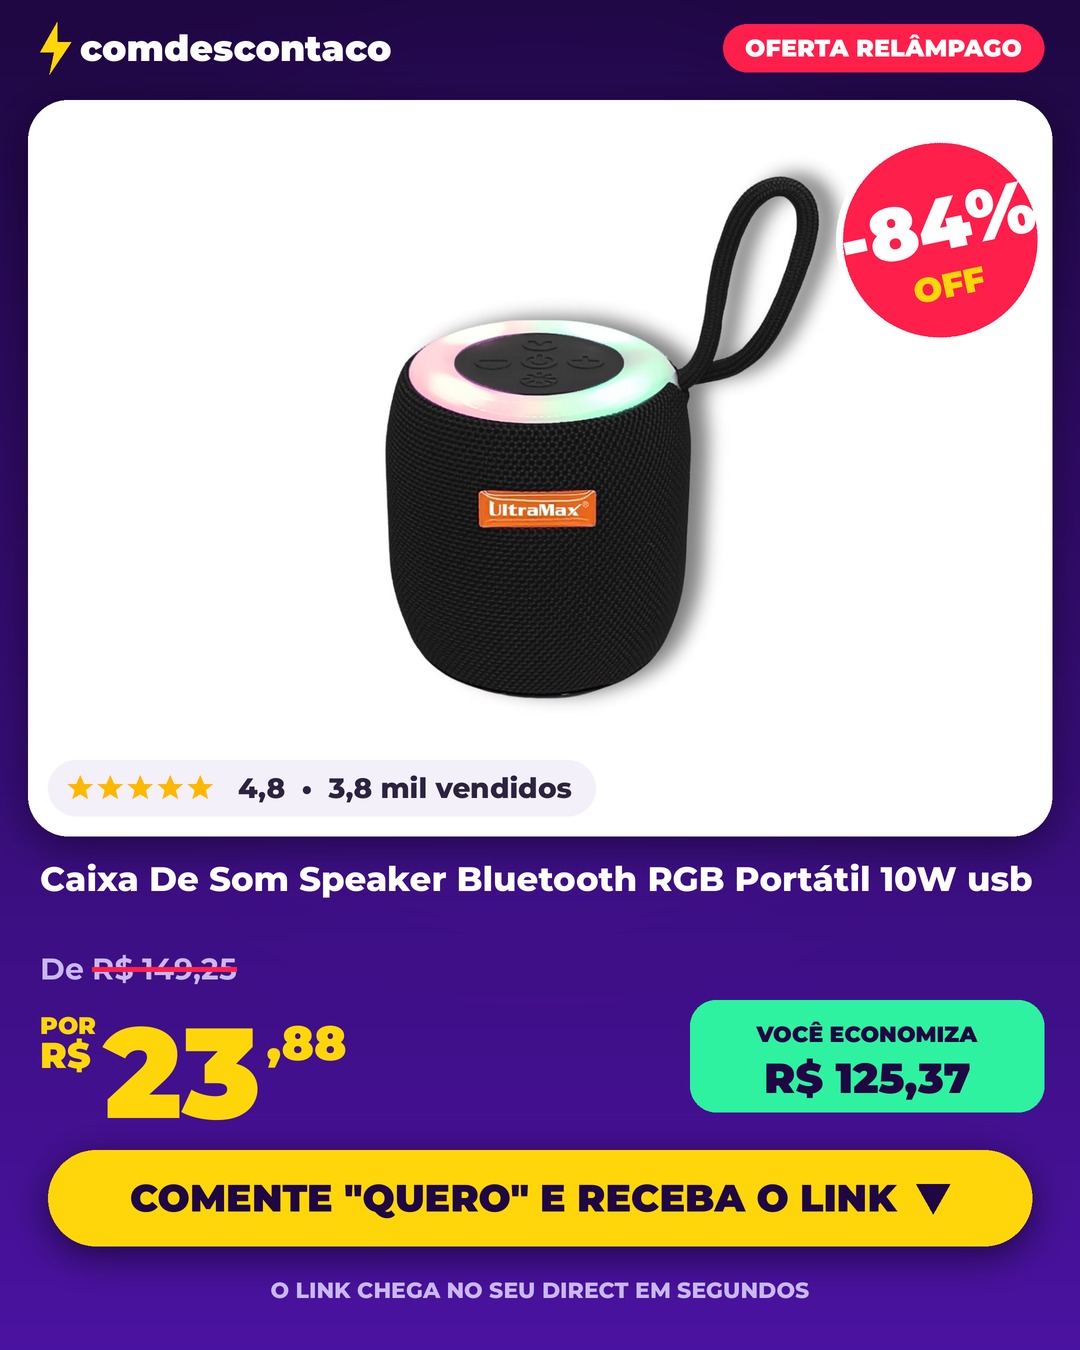 comdescontaco
OFERTA RELÂMPAGO
-84%
OFF
UltraMax®
4,8 • 3,8 mil vendidos
Caixa De Som Speaker Bluetooth RGB Portátil 10W usb
De R$ 149,25
POR
R$ 23,88
VOCÊ ECONOMIZA
R$ 125,37
COMENTE "QUERO" E RECEBA O LINK ▼
O LINK CHEGA NO SEU DIRECT EM SEGUNDOS